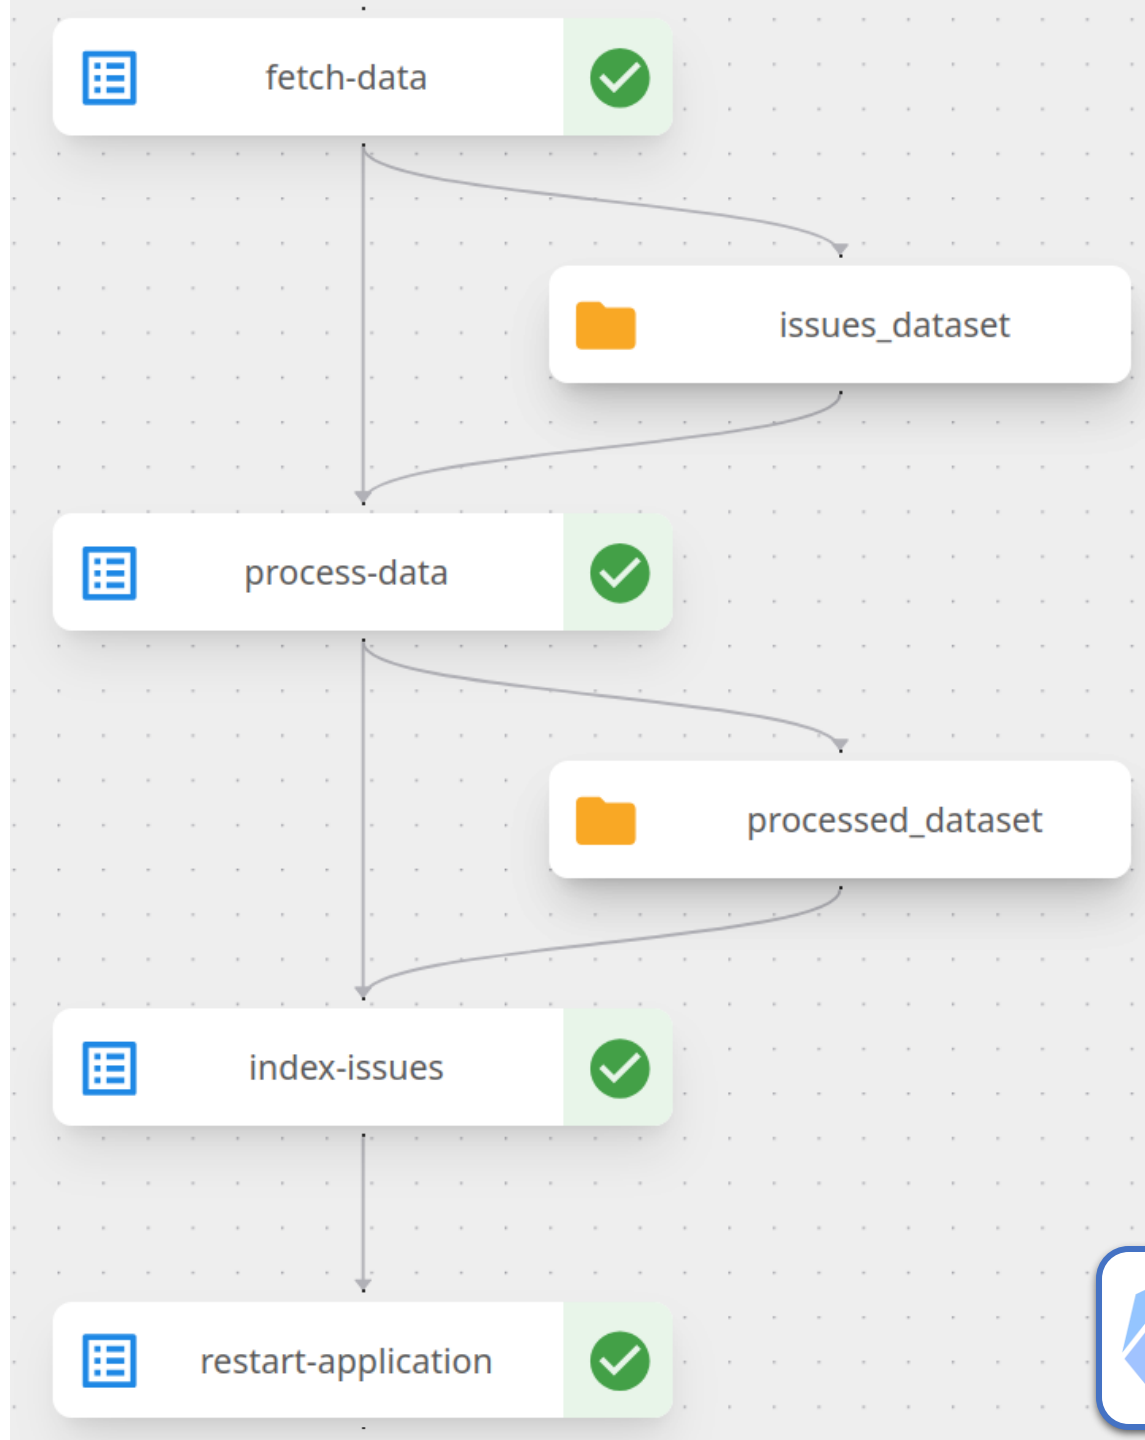 fetch-data
issues_dataset
process-data
processed_dataset
index-issues
restart-application